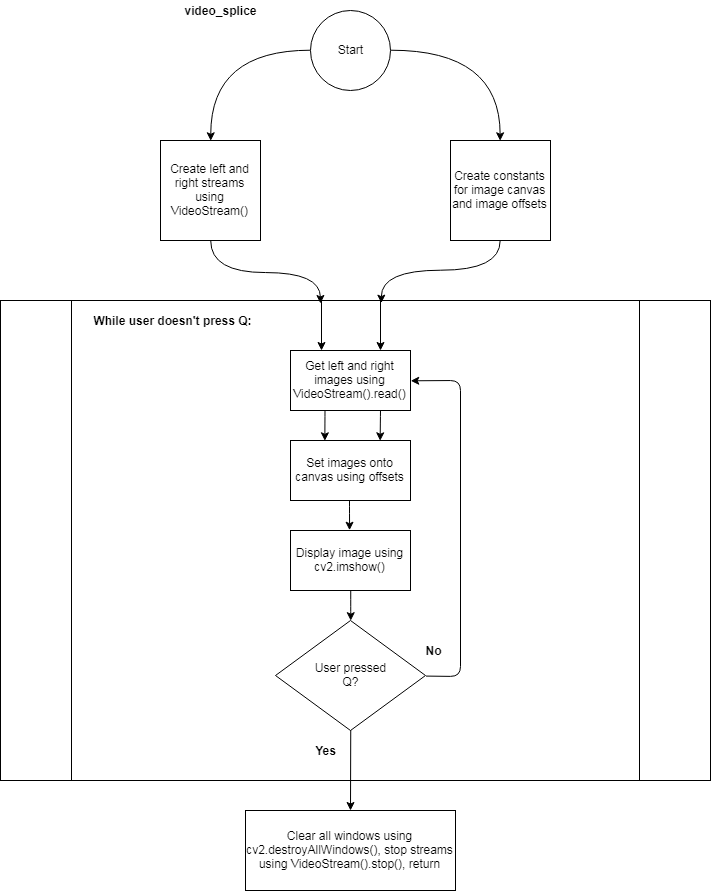 video_splice
Start
Create left and
right streams
using
VideoStream()
Create constants
for image canvas
and image offsets
While user doesn't press Q:
Get left and right
images using
VideoStream().read()
Set images onto
canvas using offsets
Display image using
cv2.imshow()
User pressed
Q?
No
Yes
Clear all windows using
cv2.destroyAllWindows(), stop streams
using VideoStream().stop(), return